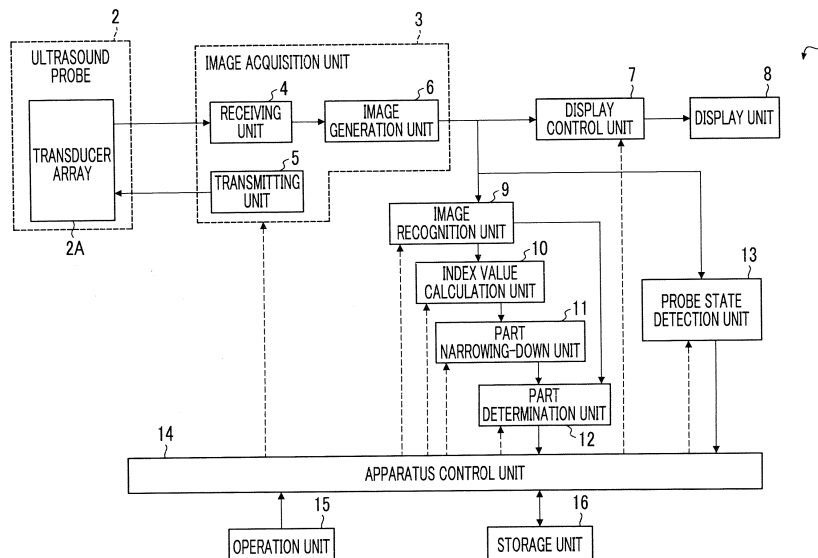 2
3
ULTRASOUND
PROBE
IMAGE ACQUISITION UNIT
4
6
7
8
RECEIVING
UNIT
IMAGE
GENERATION UNIT
DISPLAY
CONTROL UNIT
DISPLAY UNIT
TRANSDUCER
ARRAY
5
TRANSMITTING
UNIT
2A
9
IMAGE
RECOGNITION UNIT
10
INDEX VALUE
CALCULATION UNIT
13
PROBE STATE
DETECTION UNIT
11
PART
NARROWING-DOWN UNIT
PART
DETERMINATION UNIT
12
14
APPARATUS CONTROL UNIT
15
16
OPERATION UNIT
STORAGE UNIT